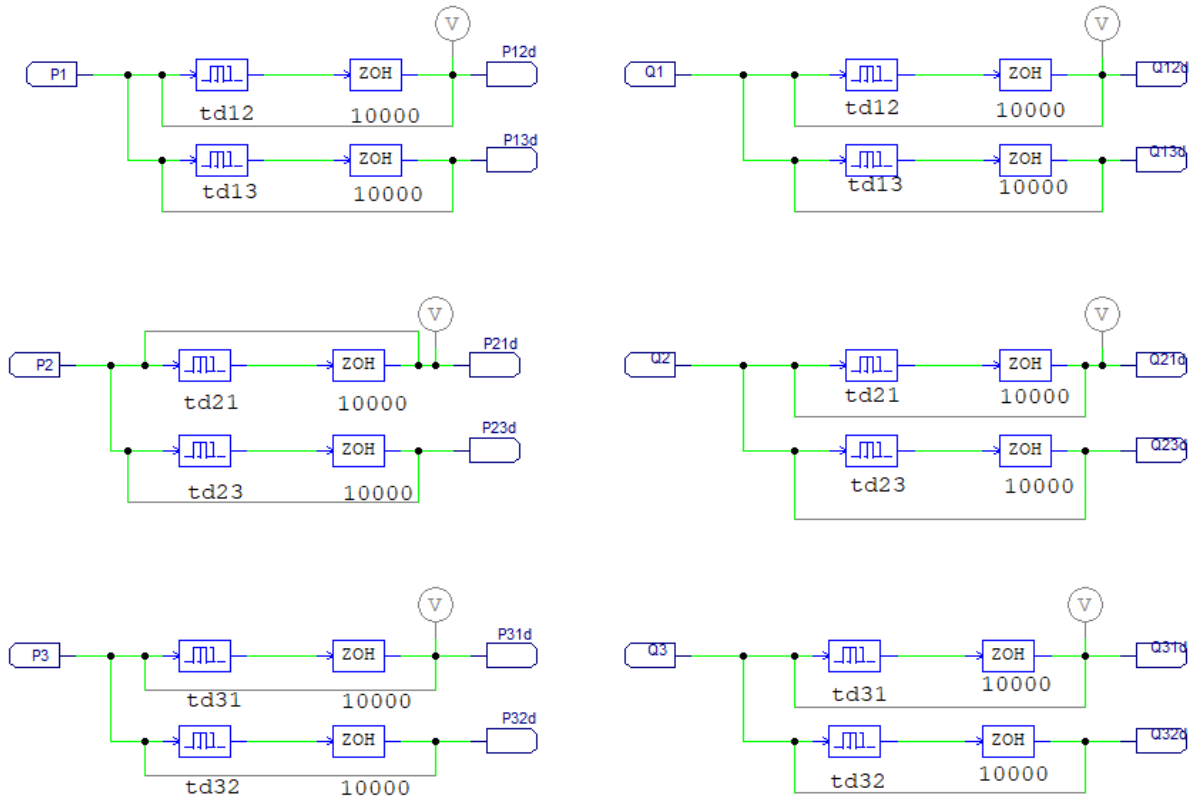 V
P1
ZOH
P12d
td12
10000
ZOH
P13d
td13
10000
V
Q1
ZOH
Q12d
td12
10000
ZOH
Q13d
td13
10000
V
P2
ZOH
P21d
td21
10000
ZOH
P23d
td23
10000
V
Q2
ZOH
Q21d
td21
10000
ZOH
Q23d
td23
10000
V
P3
ZOH
P31d
td31
10000
ZOH
P32d
td32
10000
V
Q3
ZOH
Q31d
td31
10000
ZOH
Q32d
td32
10000